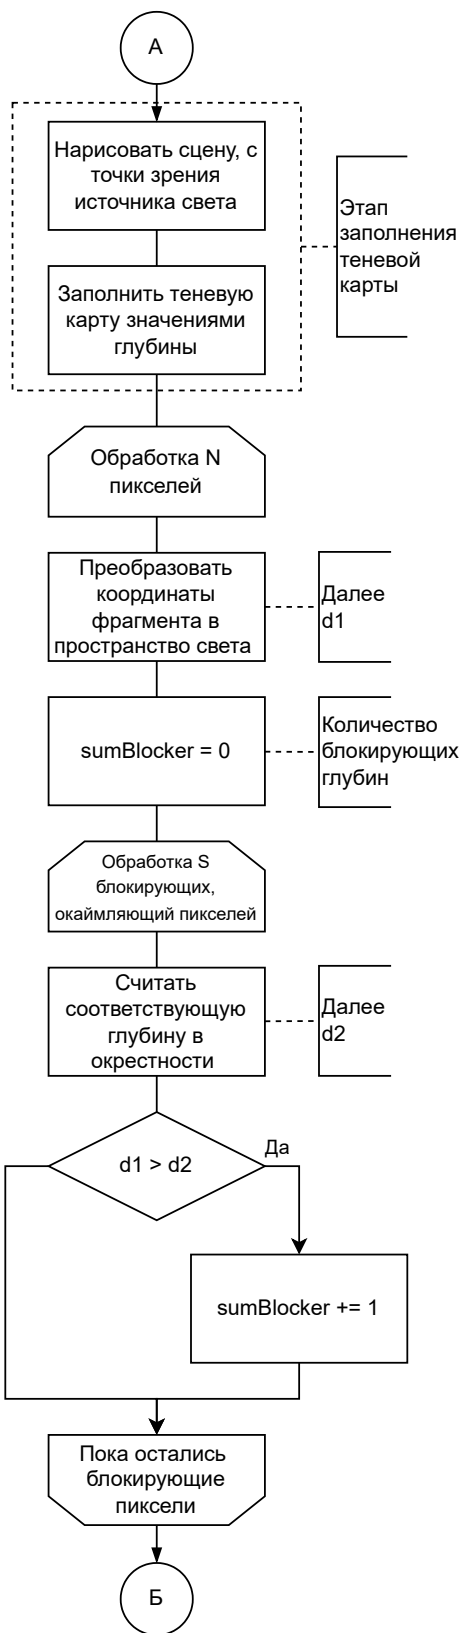 А
Нарисовать сцену, с
точки зрения
источника света
Этап
заполнения
теневой
карты
Заполнить теневую
карту значениями
глубины
Обработка N
пикселей
Преобразовать
координаты
фрагмента в
пространство света
Далее
d1
sumBlocker = 0
Количество
блокирующих
глубин
Обработка S
блокирующих,
окаймляющий пикселей
Считать
соответствующую
глубину в
окрестности
Далее
d2
d1 > d2
Да
sumBlocker += 1
Пока остались
блокирующие
пиксели
Б